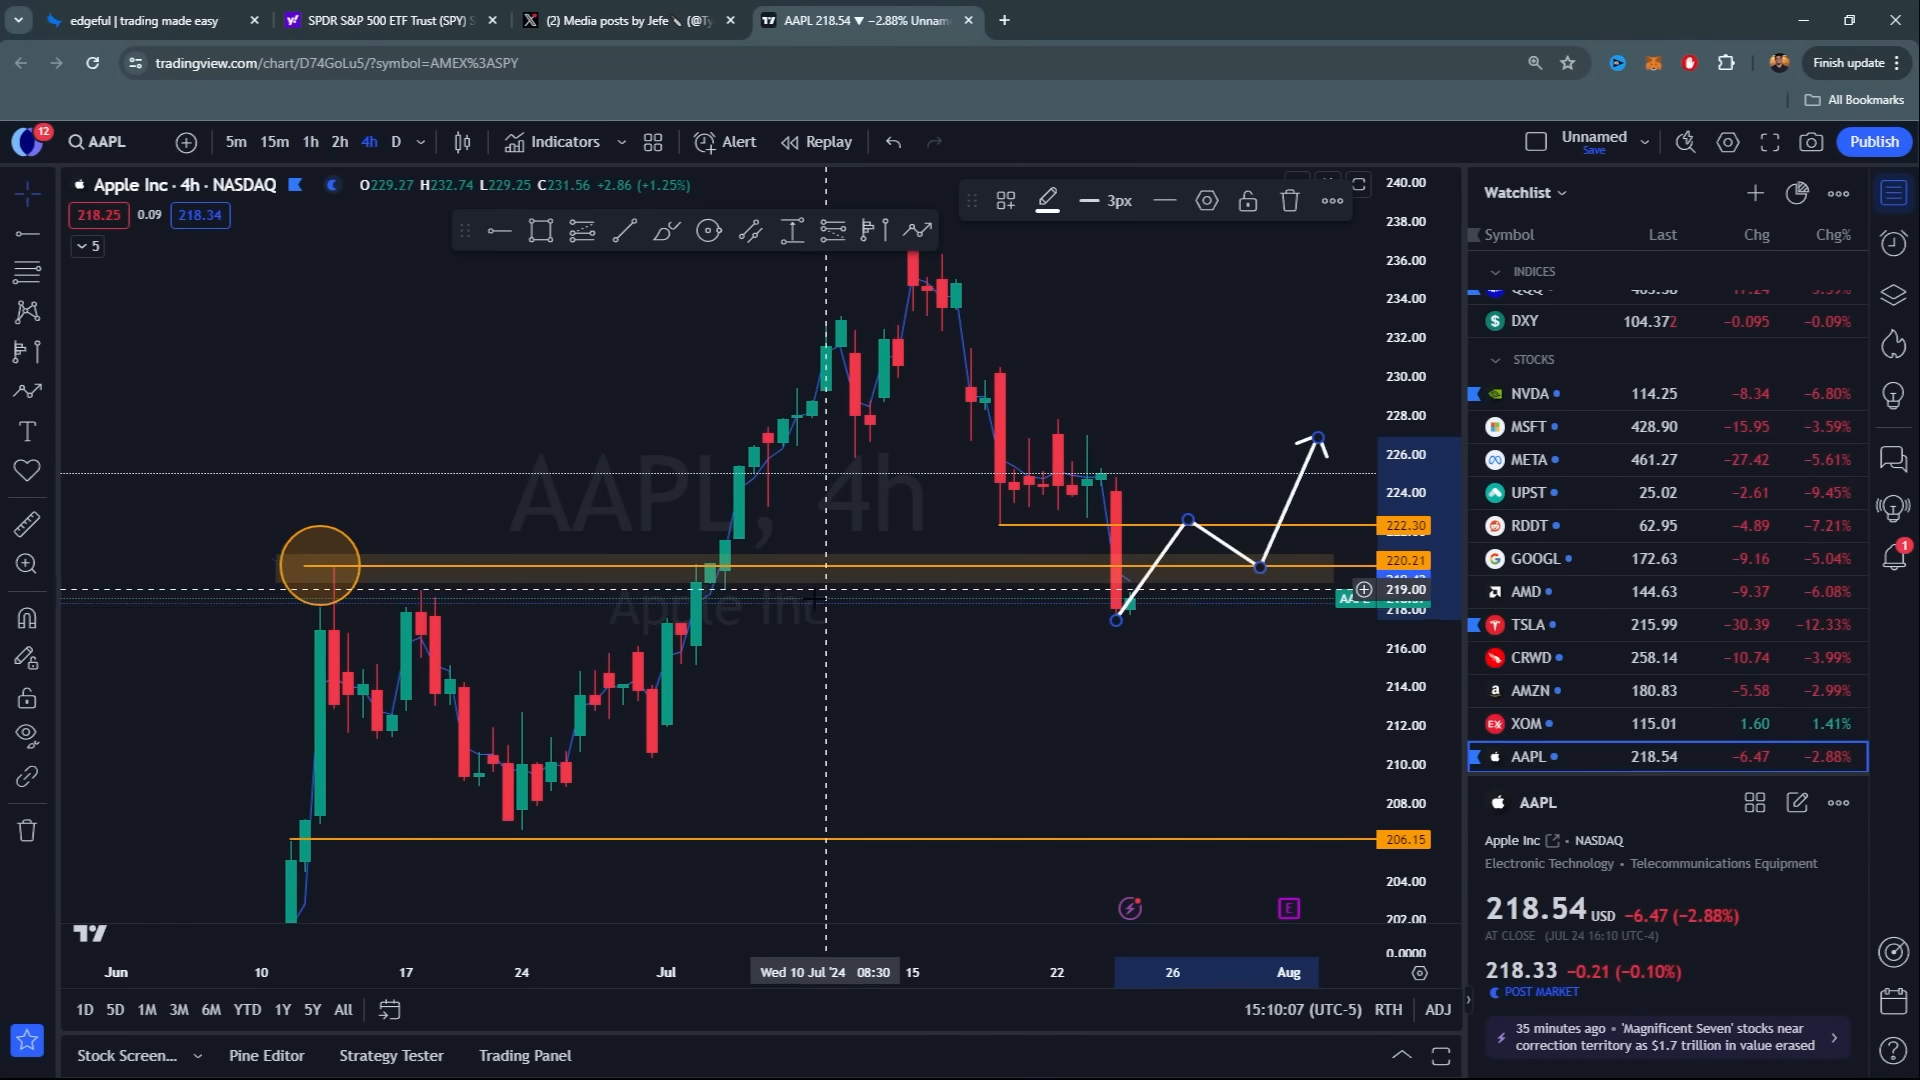 edgeful | trading made easy
SPDR S&P 500 ETF Trust (SPY) S
(2) Media posts by Jefe
(@Ty
AAPL 218.54 ▼ −2.88% Unnam
tradingview.com/chart/D74GoLu5/?symbol=AMEX%3ASPY
Finish update
All Bookmarks
12
AAPL
5m 15m 1h 2h 4h D
Indicators
Alert
Replay
Unnamed
Save
Publish
Apple Inc · 4h · NASDAQ
O229.27 H232.74 L229.25 C231.56 +2.86 (+1.25%)
218.25 0.09 218.34
5
3px
AAPL, 4h
Apple Inc
240.00
238.00
236.00
234.00
232.00
230.00
228.00
226.00
224.00
222.30
220.21
219.00
218.00
216.00
214.00
212.00
210.00
208.00
206.15
204.00
202.00
0.0000
E
Jun 10 17 24 Jul Wed 10 Jul '24 08:30 15 22 26 Aug
1D 5D 1M 3M 6M YTD 1Y 5Y All
15:10:07 (UTC-5) RTH ADJ
Stock Screen... Pine Editor Strategy Tester Trading Panel
Watchlist
Symbol Last Chg Chg%
INDICES
DXY 104.372 −0.095 −0.09%
STOCKS
NVDA 114.25 −8.34 −6.80%
MSFT 428.90 −15.95 −3.59%
META 461.27 −27.42 −5.61%
UPST 25.02 −2.61 −9.45%
RDDT 62.95 −4.89 −7.21%
GOOGL 172.63 −9.16 −5.04%
AMD 144.63 −9.37 −6.08%
TSLA 215.99 −30.39 −12.33%
CRWD 258.14 −10.74 −3.99%
AMZN 180.83 −5.58 −2.99%
XOM 115.01 1.60 1.41%
AAPL 218.54 −6.47 −2.88%
AAPL
Apple Inc • NASDAQ
Electronic Technology • Telecommunications Equipment
218.54 USD −6.47 (−2.88%)
AT CLOSE (JUL 24 16:10 UTC-4)
218.33 −0.21 (−0.10%)
POST MARKET
35 minutes ago • 'Magnificent Seven' stocks near
correction territory as $1.7 trillion in value erased
1